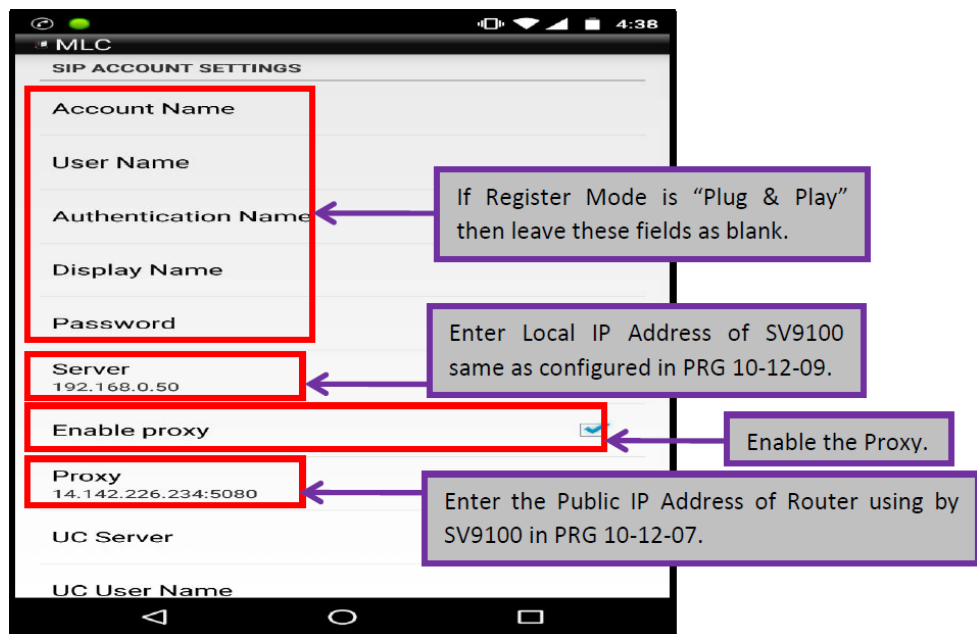 4:38
MLC
SIP ACCOUNT SETTINGS
Account Name
User Name
Authentication Name
Display Name
Password
Server
192.168.0.50
Enable proxy
Proxy
14.142.226.234:5080
UC Server
UC User Name
If Register Mode is “Plug & Play”
then leave these fields as blank.
Enter Local IP Address of SV9100
same as configured in PRG 10-12-09.
Enable the Proxy.
Enter the Public IP Address of Router using by
SV9100 in PRG 10-12-07.